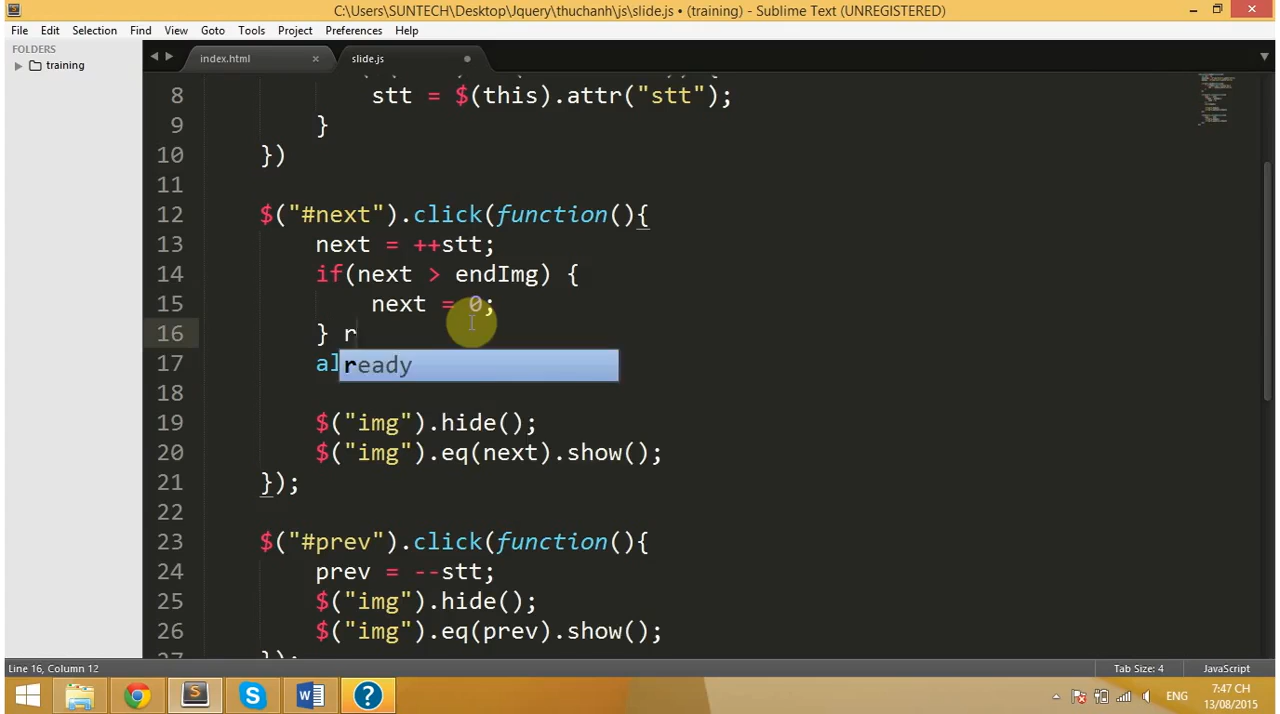 C:\Users\SUNTECH\Desktop\Jquery\thuchanh\js\slide.js • (training) - Sublime Text (UNREGISTERED)
File Edit Selection Find View Goto Tools Project Preferences Help
FOLDERS
training
index.html
slide.js
8 stt = $(this).attr("stt");
9 }
10 })
11
12 $("#next").click(function(){
13 next = ++stt;
14 if(next > endImg) {
15 next = 0;
16 } r
17 al
ready
18
19 $("img").hide();
20 $("img").eq(next).show();
21 });
22
23 $("#prev").click(function(){
24 prev = --stt;
25 $("img").hide();
26 $("img").eq(prev).show();
27 });
Line 16, Column 12
Tab Size: 4
JavaScript
ENG
7:47 CH
13/08/2015